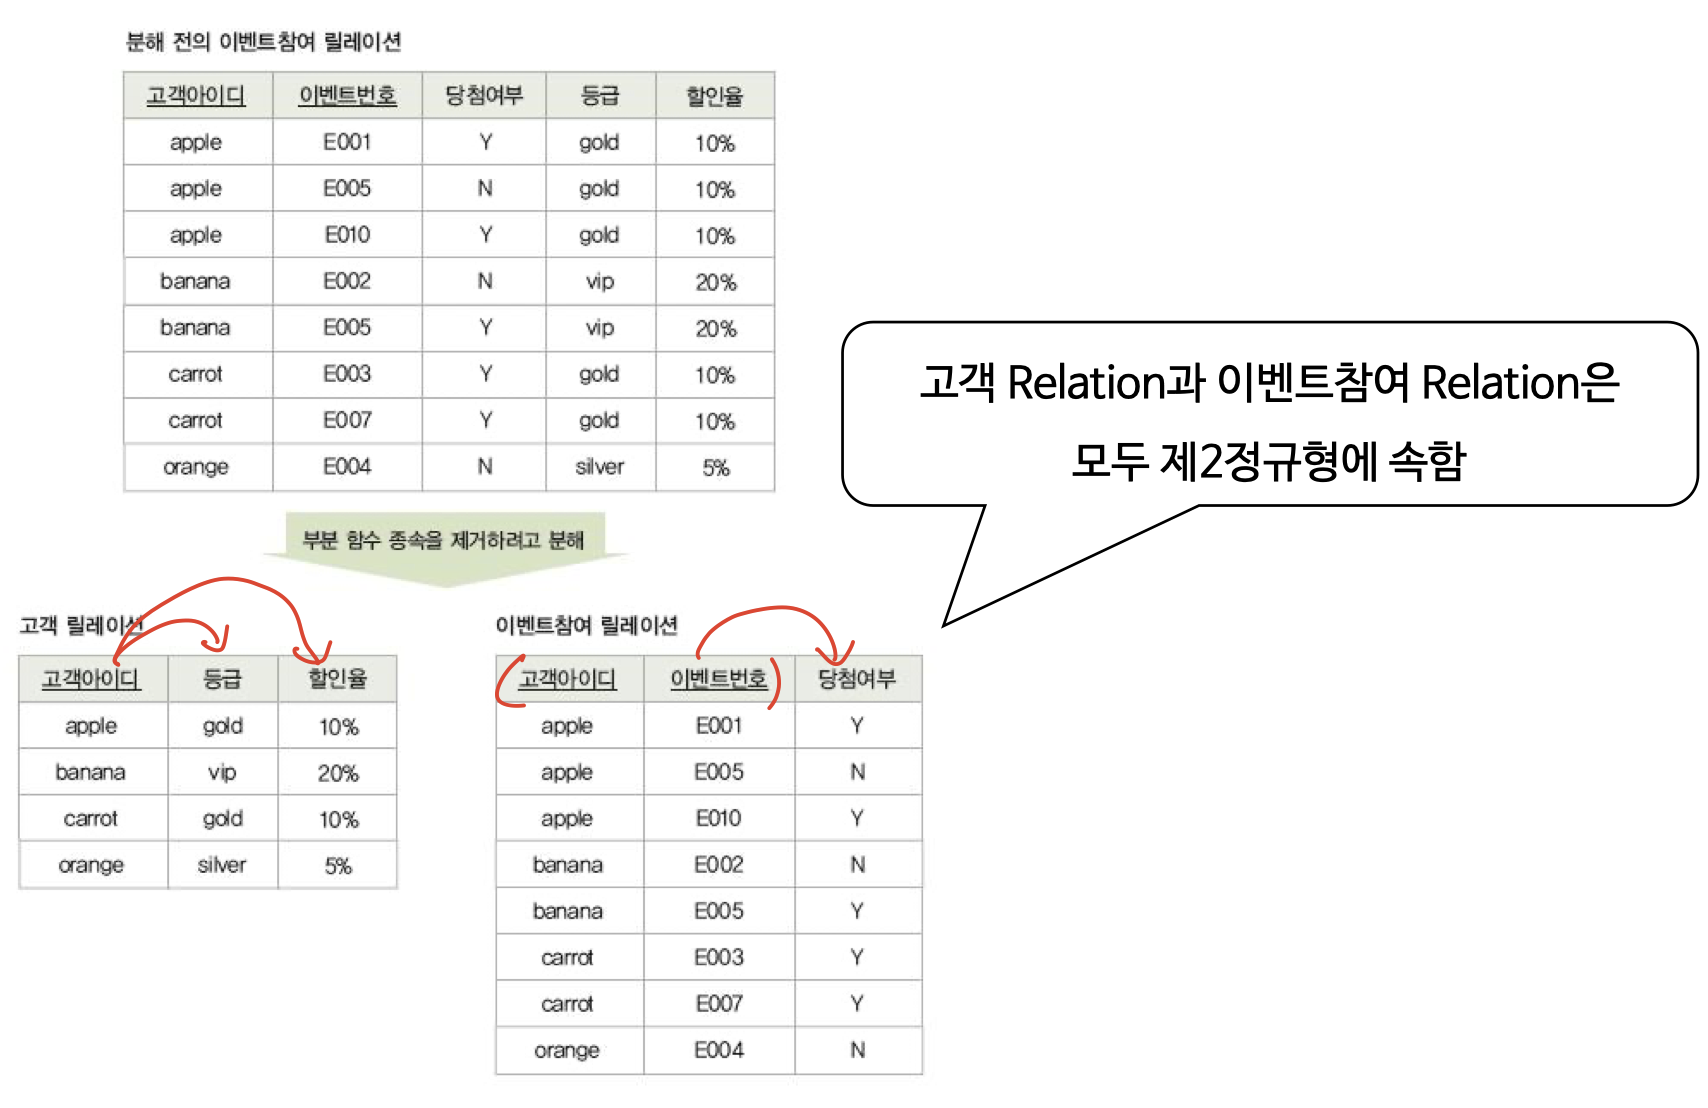 분해 전의 이벤트참여 릴레이션
고객아이디 이벤트번호 당첨여부 등급 할인율
apple E001 Y gold 10%
apple E005 N gold 10%
apple E010 Y gold 10%
banana E002 N vip 20%
banana E005 Y vip 20%
carrot E003 Y gold 10%
carrot E007 Y gold 10%
orange E004 N silver 5%
고객 Relation과 이벤트참여 Relation은
모두 제2정규형에 속함
부분 함수 종속을 제거하려고 분해
고객 릴레이션
고객아이디 등급 할인율
apple gold 10%
banana vip 20%
carrot gold 10%
orange silver 5%
이벤트참여 릴레이션
고객아이디 이벤트번호 당첨여부
apple E001 Y
apple E005 N
apple E010 Y
banana E002 N
banana E005 Y
carrot E003 Y
carrot E007 Y
orange E004 N